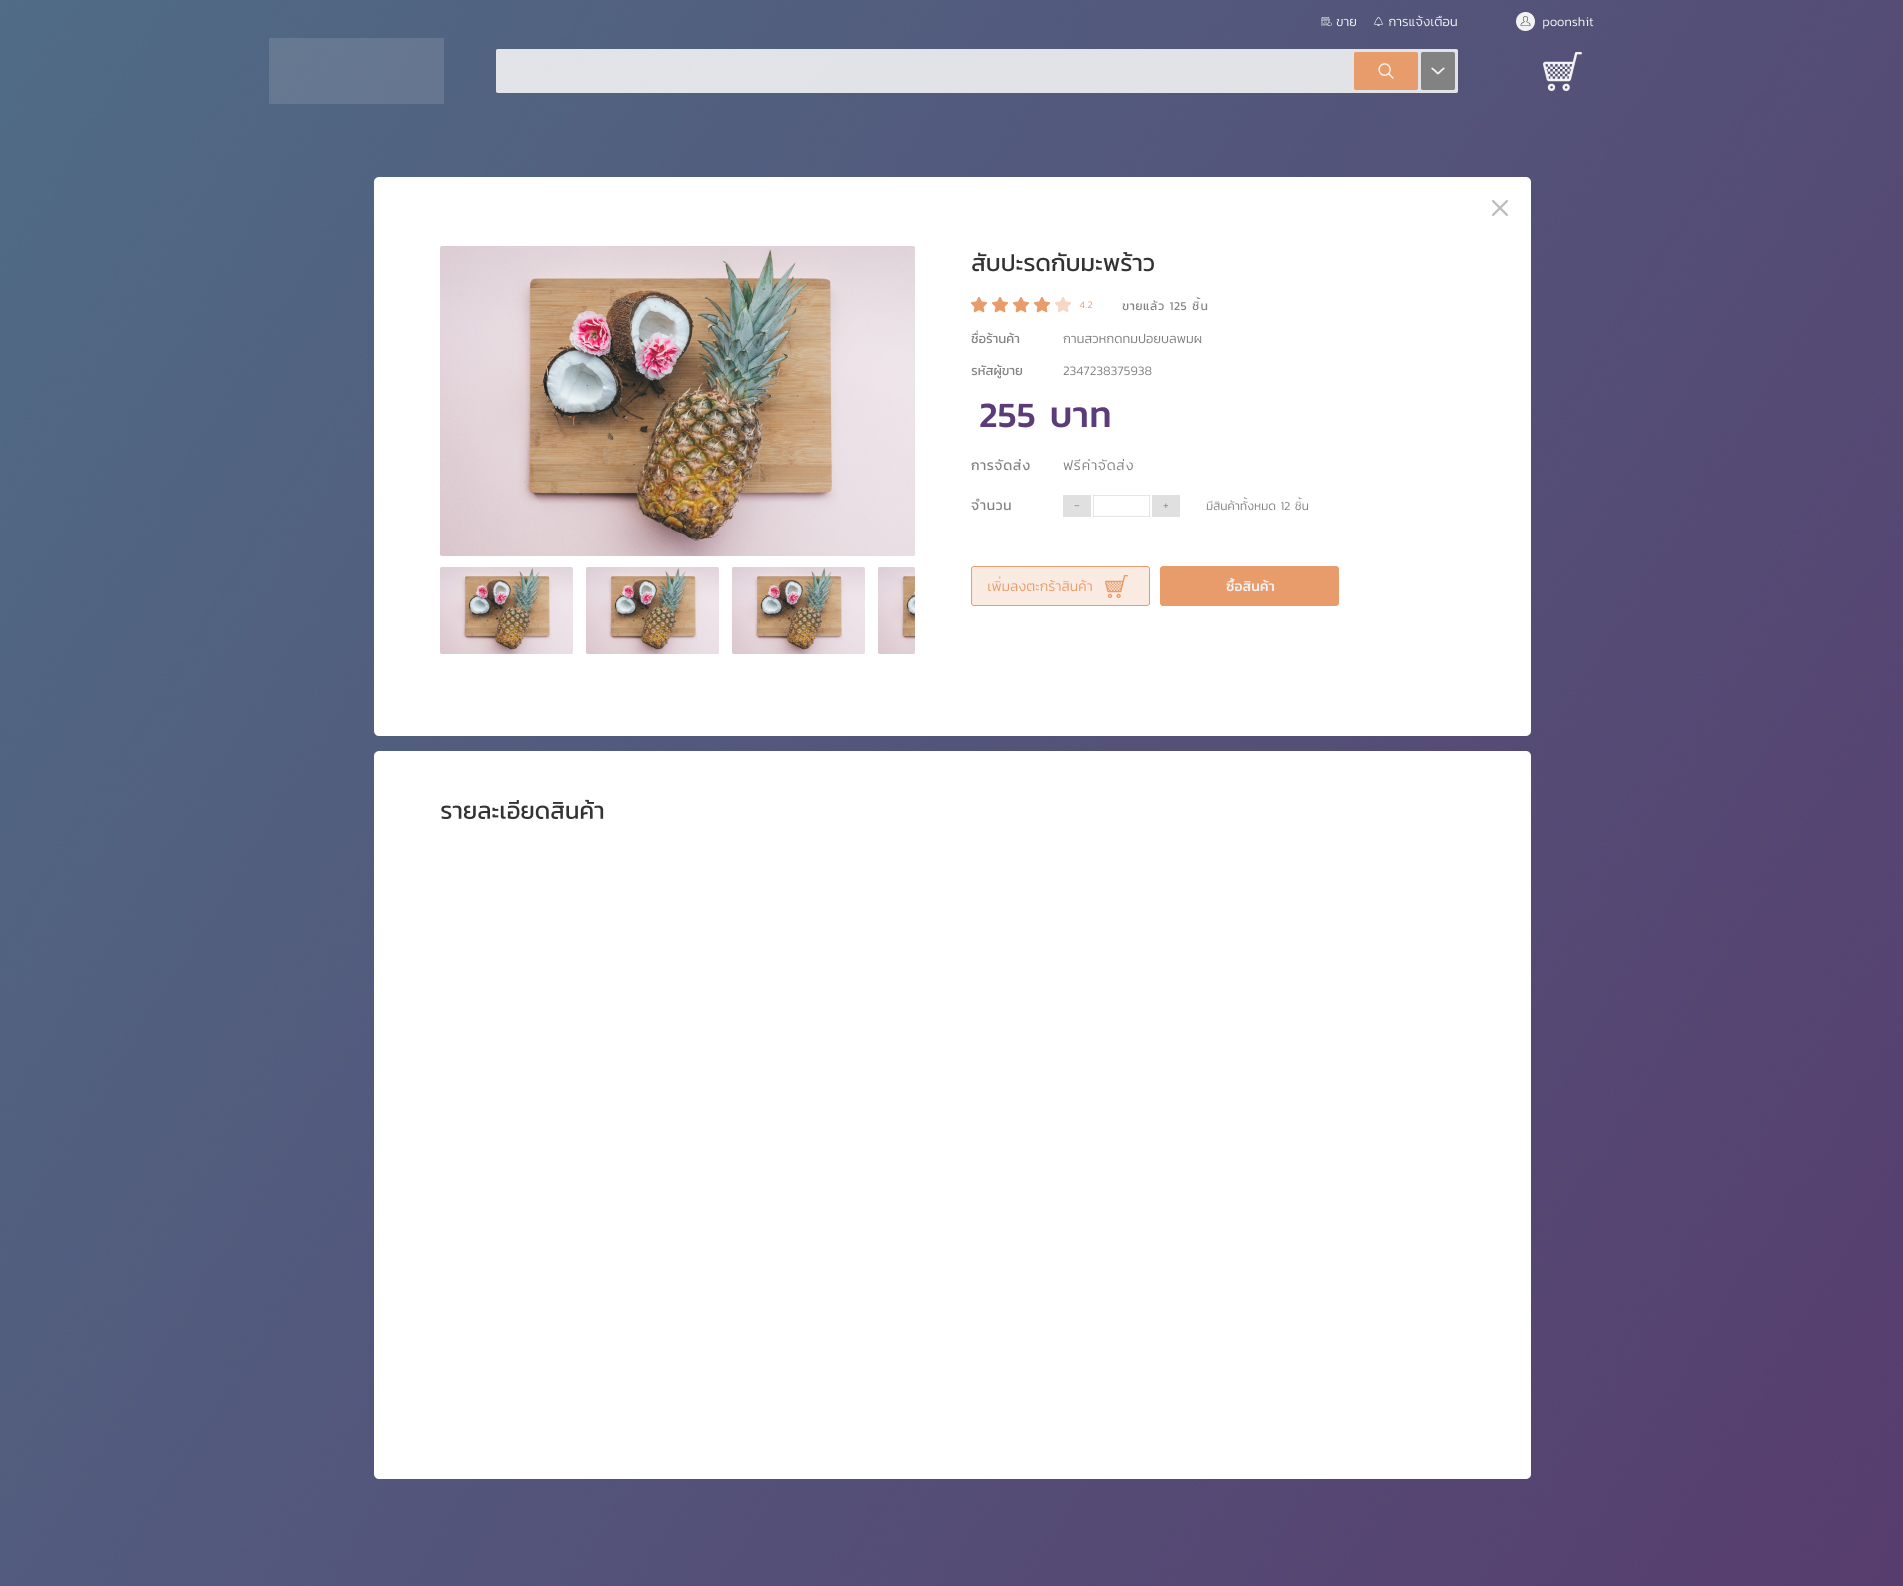 ขาย การแจ้งเตือน poonshit
สับปะรดกับมะพร้าว
4.2 ขายแล้ว 125 ชิ้น
ชื่อร้านค้า กานสวหกดทมปอยบลพมผ
รหัสผู้ขาย 2347238375938
255 บาท
การจัดส่ง ฟรีค่าจัดส่ง
จำนวน - + มีสินค้าทั้งหมด 12 ชิ้น
เพิ่มลงตะกร้าสินค้า ซื้อสินค้า
รายละเอียดสินค้า